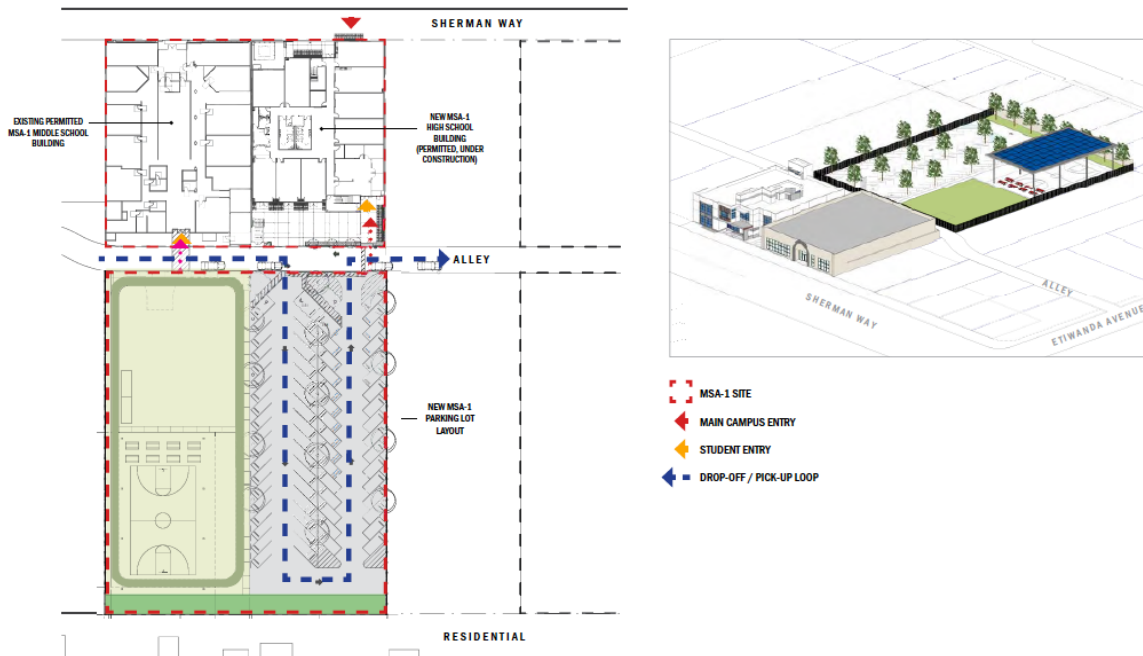 SHERMAN WAY
EXISTING PERMITTED
MSA-1 MIDDLE SCHOOL
BUILDING
NEW MSA-1
HIGH SCHOOL
BUILDING
(PERMITTED, UNDER
CONSTRUCTION)
ALLEY
NEW MSA-1
PARKING LOT
LAYOUT
RESIDENTIAL
SHERMAN WAY
ALLEY
ETIWANDA AVENUE
MSA-1 SITE
MAIN CAMPUS ENTRY
STUDENT ENTRY
DROP-OFF / PICK-UP LOOP